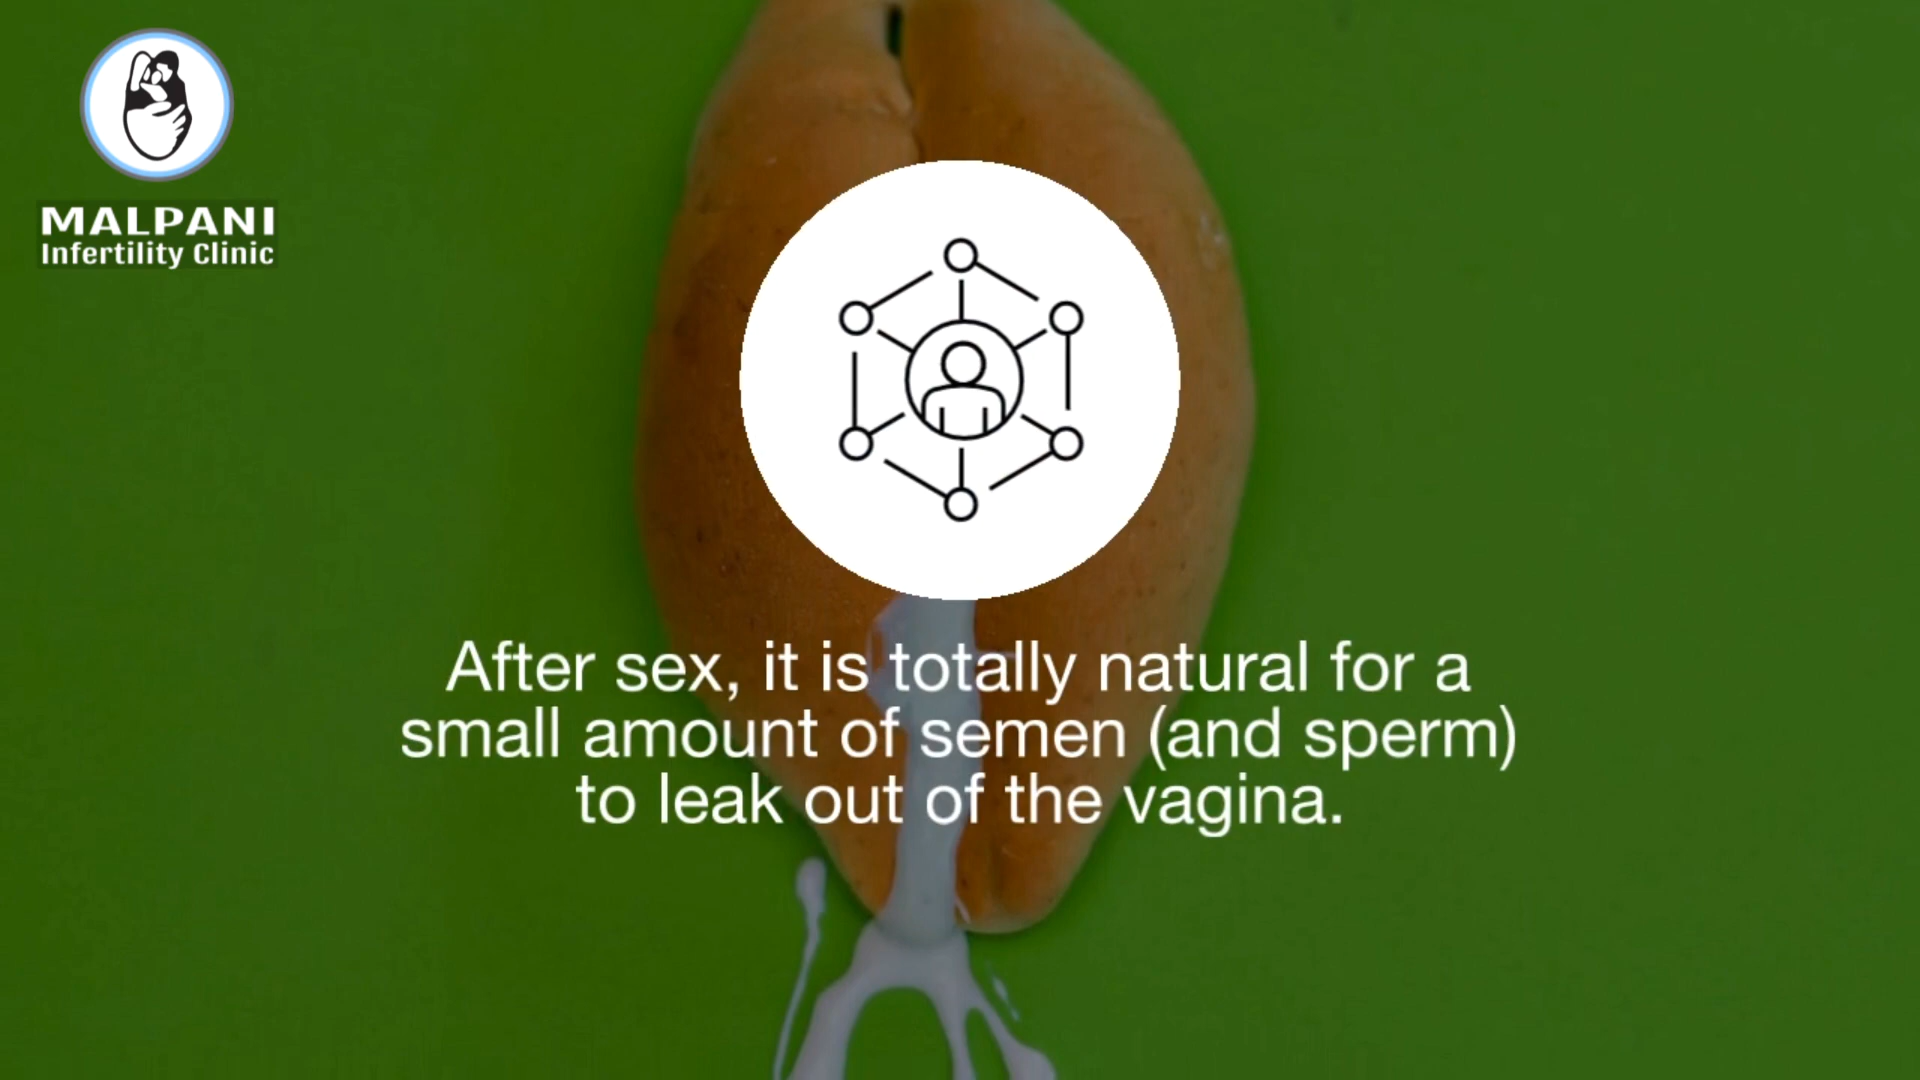 MALPANI
Infertility Clinic
After sex, it is totally natural for a
small amount of semen (and sperm)
to leak out of the vagina.